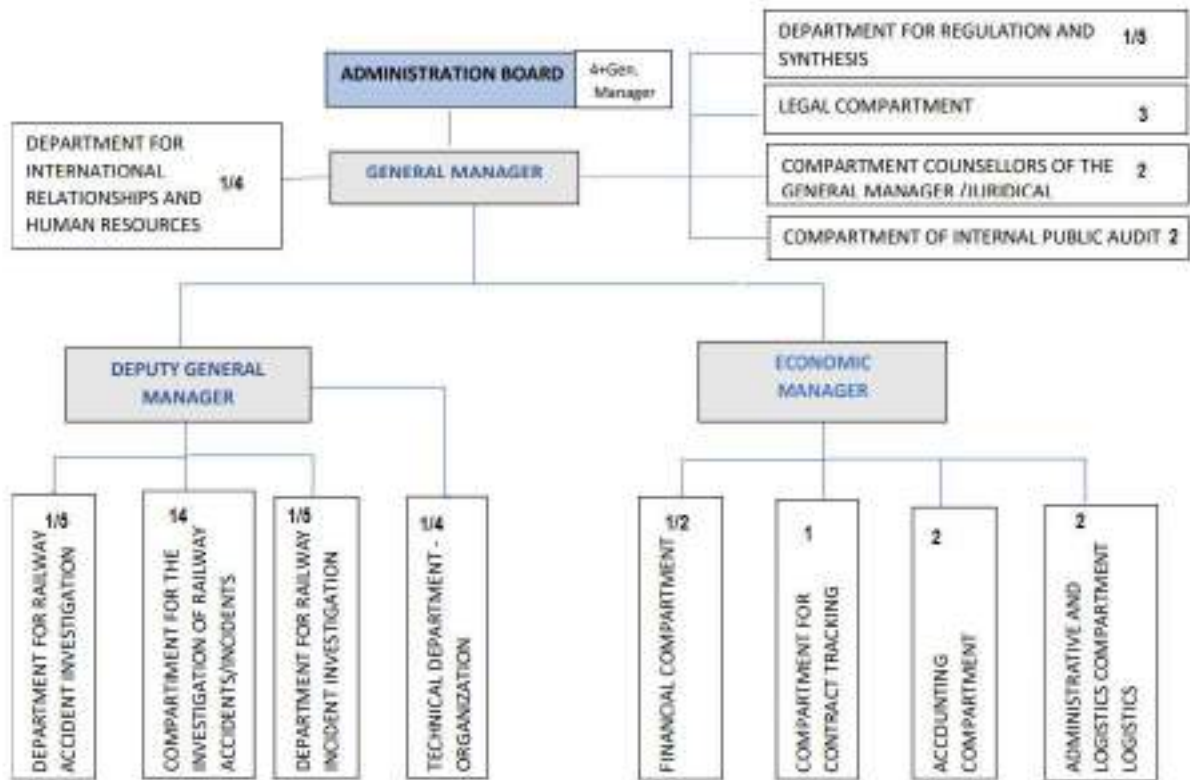 DEPARTMENT FOR REGULATION AND 1/5
SYNTHESIS
ADMINISTRATION BOARD
4+Gen.
Manager
LEGAL COMPARTMENT
3
DEPARTMENT FOR
INTERNATIONAL
RELATIONSHIPS AND
HUMAN RESOURCES
1/4
GENERAL MANAGER
COMPARTMENT COUNSELLORS OF THE 2
GENERAL MANAGER /JURIDICAL
COMPARTMENT OF INTERNAL PUBLIC AUDIT 2
DEPUTY GENERAL
MANAGER
ECONOMIC
MANAGER
1/5
DEPARTMENT FOR RAILWAY
ACCIDENT INVESTIGATION
14
COMPARTIMENT FOR THE
INVESTIGATION OF RAILWAY
ACCIDENTS/INCIDENTS
1/5
DEPARTMENT FOR RAILWAY
INCIDENT INVESTIGATION
1/4
TECHNICAL DEPARTMENT -
ORGANIZATION
1/2
FINANCIAL COMPARTMENT
1
COMPARTMENT FOR
CONTRACT TRACKING
2
ACCOUNTING
COMPARTMENT
2
ADMINISTRATIVE AND
LOGISTICS COMPARTMENT
LOGISTICS